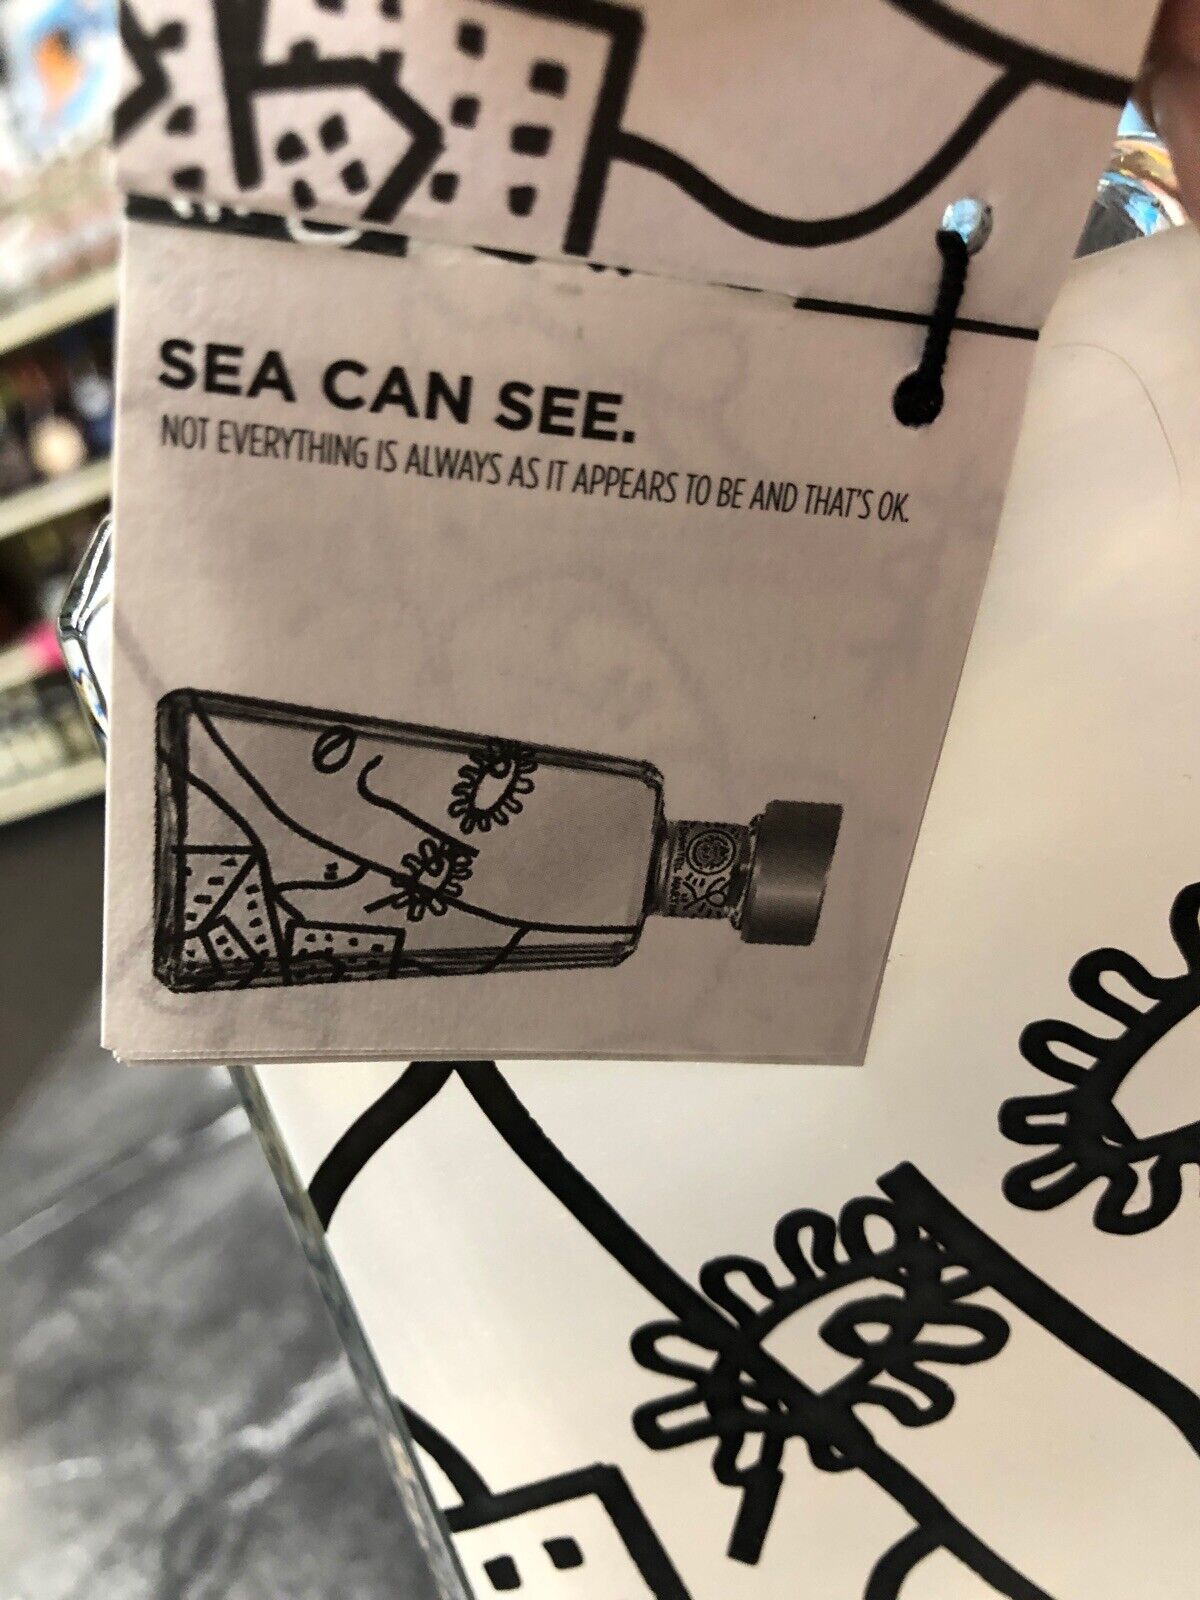 SEA CAN SEE.
NOT EVERYTHING IS ALWAYS AS IT APPEARS TO BE AND THAT'S OK.